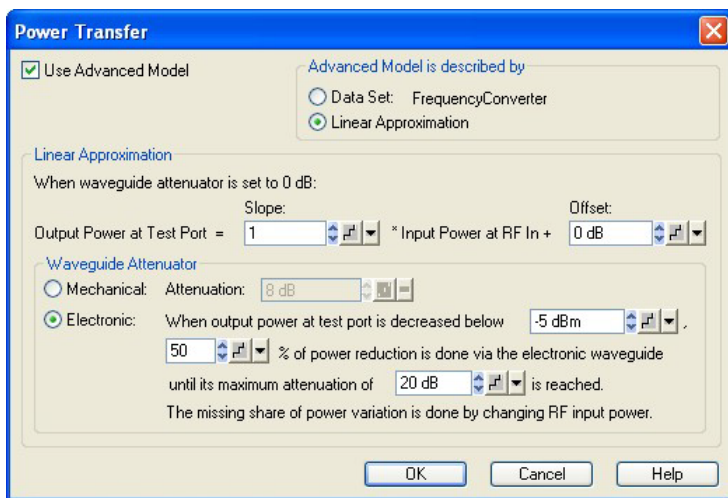 Power Transfer
Use Advanced Model
Advanced Model is described by
Data Set: FrequencyConverter
Linear Approximation
Linear Approximation
When waveguide attenuator is set to 0 dB:
Slope: Offset:
Output Power at Test Port = 1 * Input Power at RF In + 0 dB
Waveguide Attenuator
Mechanical: Attenuation: 8 dB
Electronic: When output power at test port is decreased below -5 dBm ,
50 % of power reduction is done via the electronic waveguide
until its maximum attenuation of 20 dB is reached.
The missing share of power variation is done by changing RF input power.
OK Cancel Help